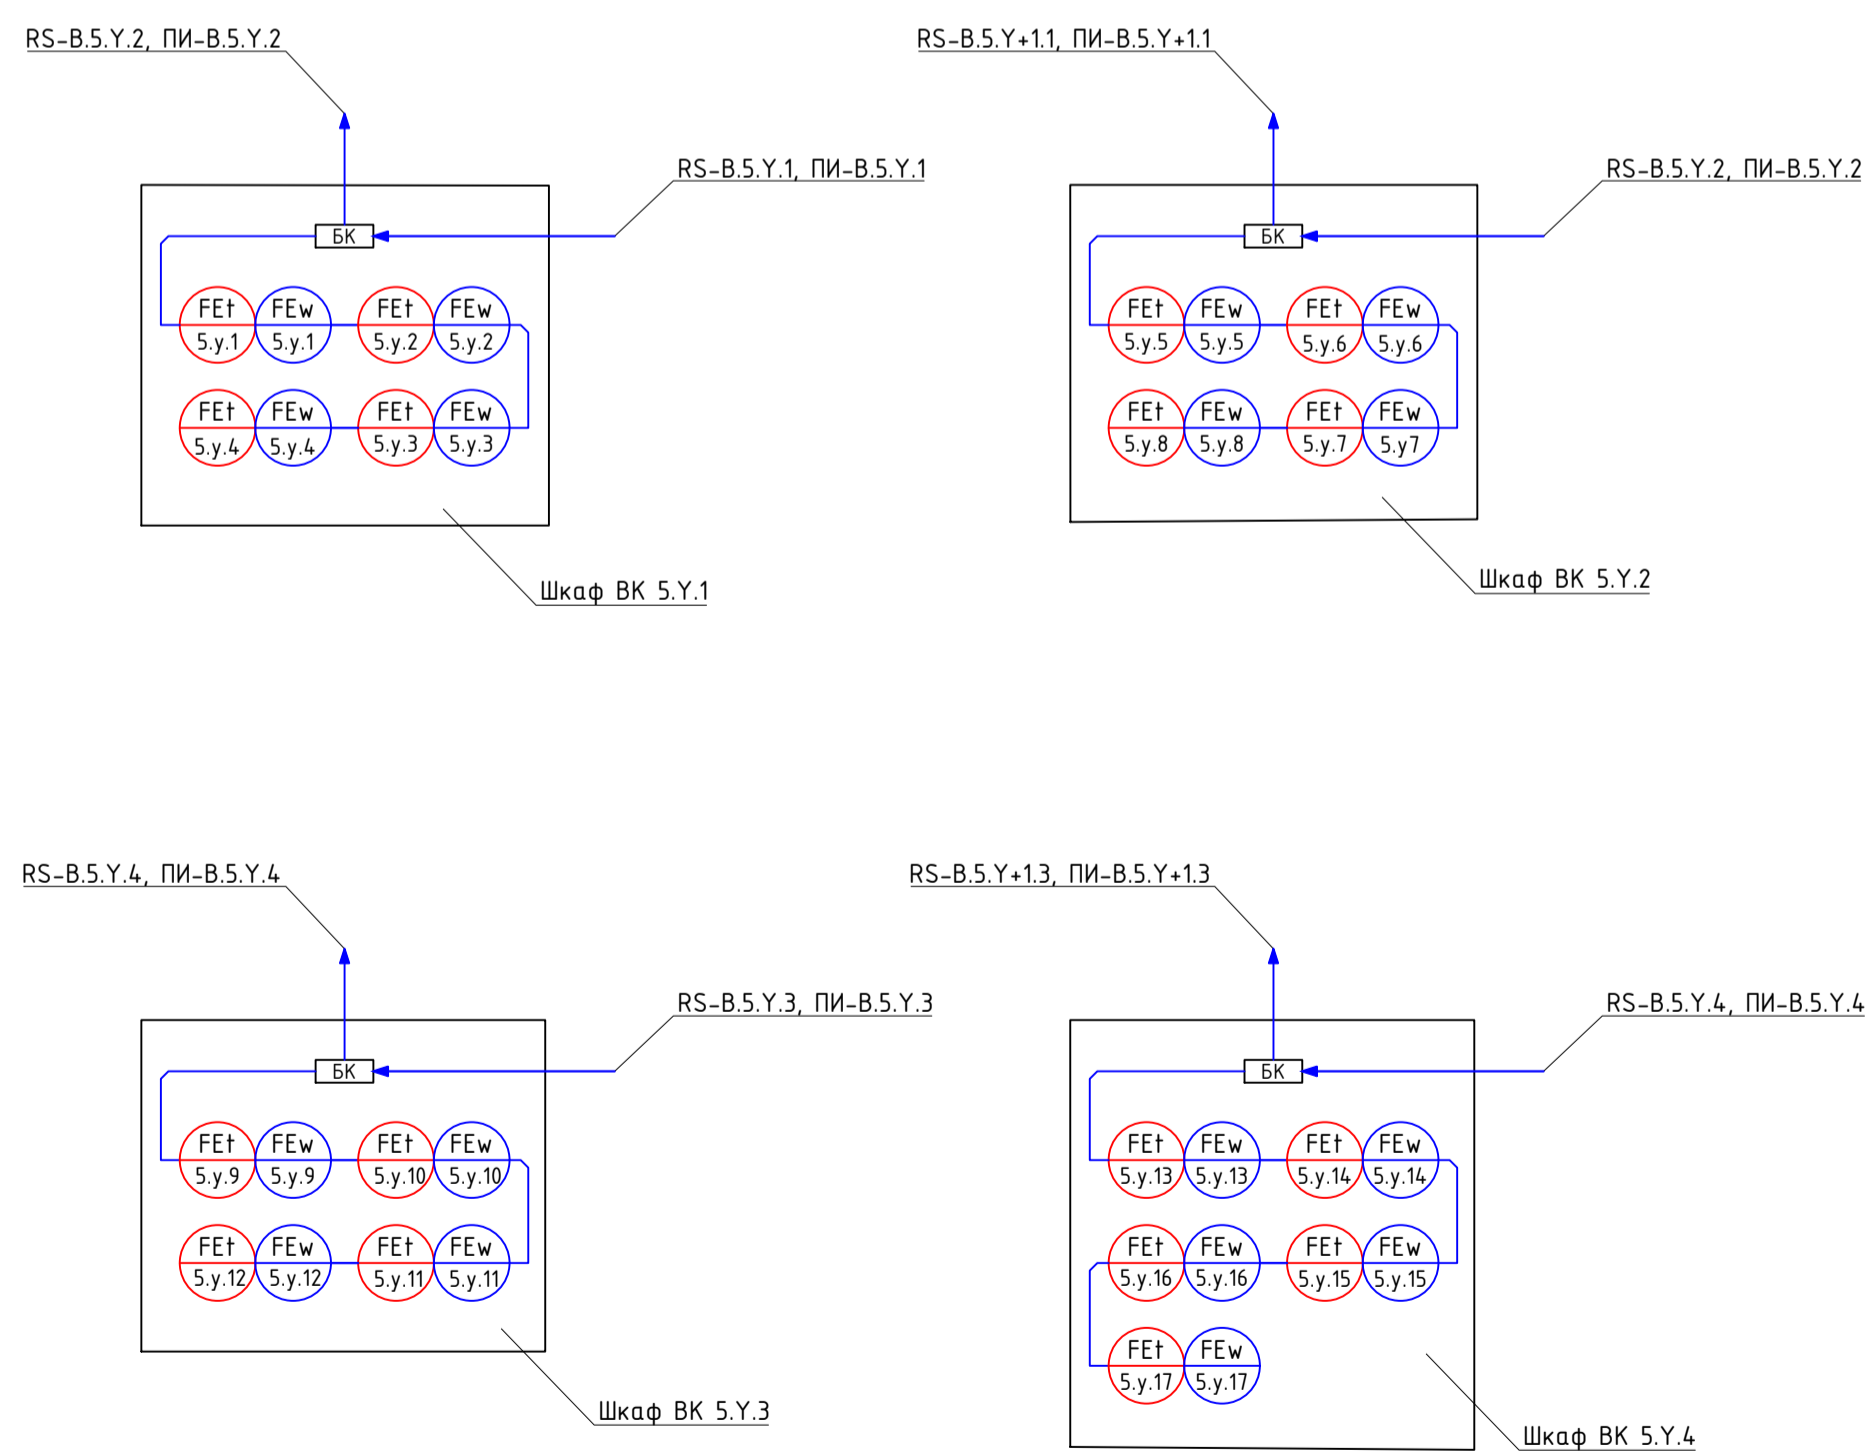 RS-В.5.Y.2, ПИ-В.5.Y.2
RS-В.5.Y.1, ПИ-В.5.Y.1
БК
FEt FEw FEt FEw
5.y.1 5.y.1 5.y.2 5.y.2
FEt FEw FEt FEw
5.y.4 5.y.4 5.y.3 5.y.3
Шкаф ВК 5.Y.1
RS-В.5.Y+1.1, ПИ-В.5.Y+1.1
RS-В.5.Y.2, ПИ-В.5.Y.2
БК
FEt FEw FEt FEw
5.y.5 5.y.5 5.y.6 5.y.6
FEt FEw FEt FEw
5.y.8 5.y.8 5.y.7 5.y7
Шкаф ВК 5.Y.2
RS-В.5.Y.4, ПИ-В.5.Y.4
RS-В.5.Y.3, ПИ-В.5.Y.3
БК
FEt FEw FEt FEw
5.y.9 5.y.9 5.y.10 5.y.10
FEt FEw FEt FEw
5.y.12 5.y.12 5.y.11 5.y.11
Шкаф ВК 5.Y.3
RS-В.5.Y+1.3, ПИ-В.5.Y+1.3
RS-В.5.Y.4, ПИ-В.5.Y.4
БК
FEt FEw FEt FEw
5.y.13 5.y.13 5.y.14 5.y.14
FEt FEw FEt FEw
5.y.16 5.y.16 5.y.15 5.y.15
FEt FEw
5.y.17 5.y.17
Шкаф ВК 5.Y.4